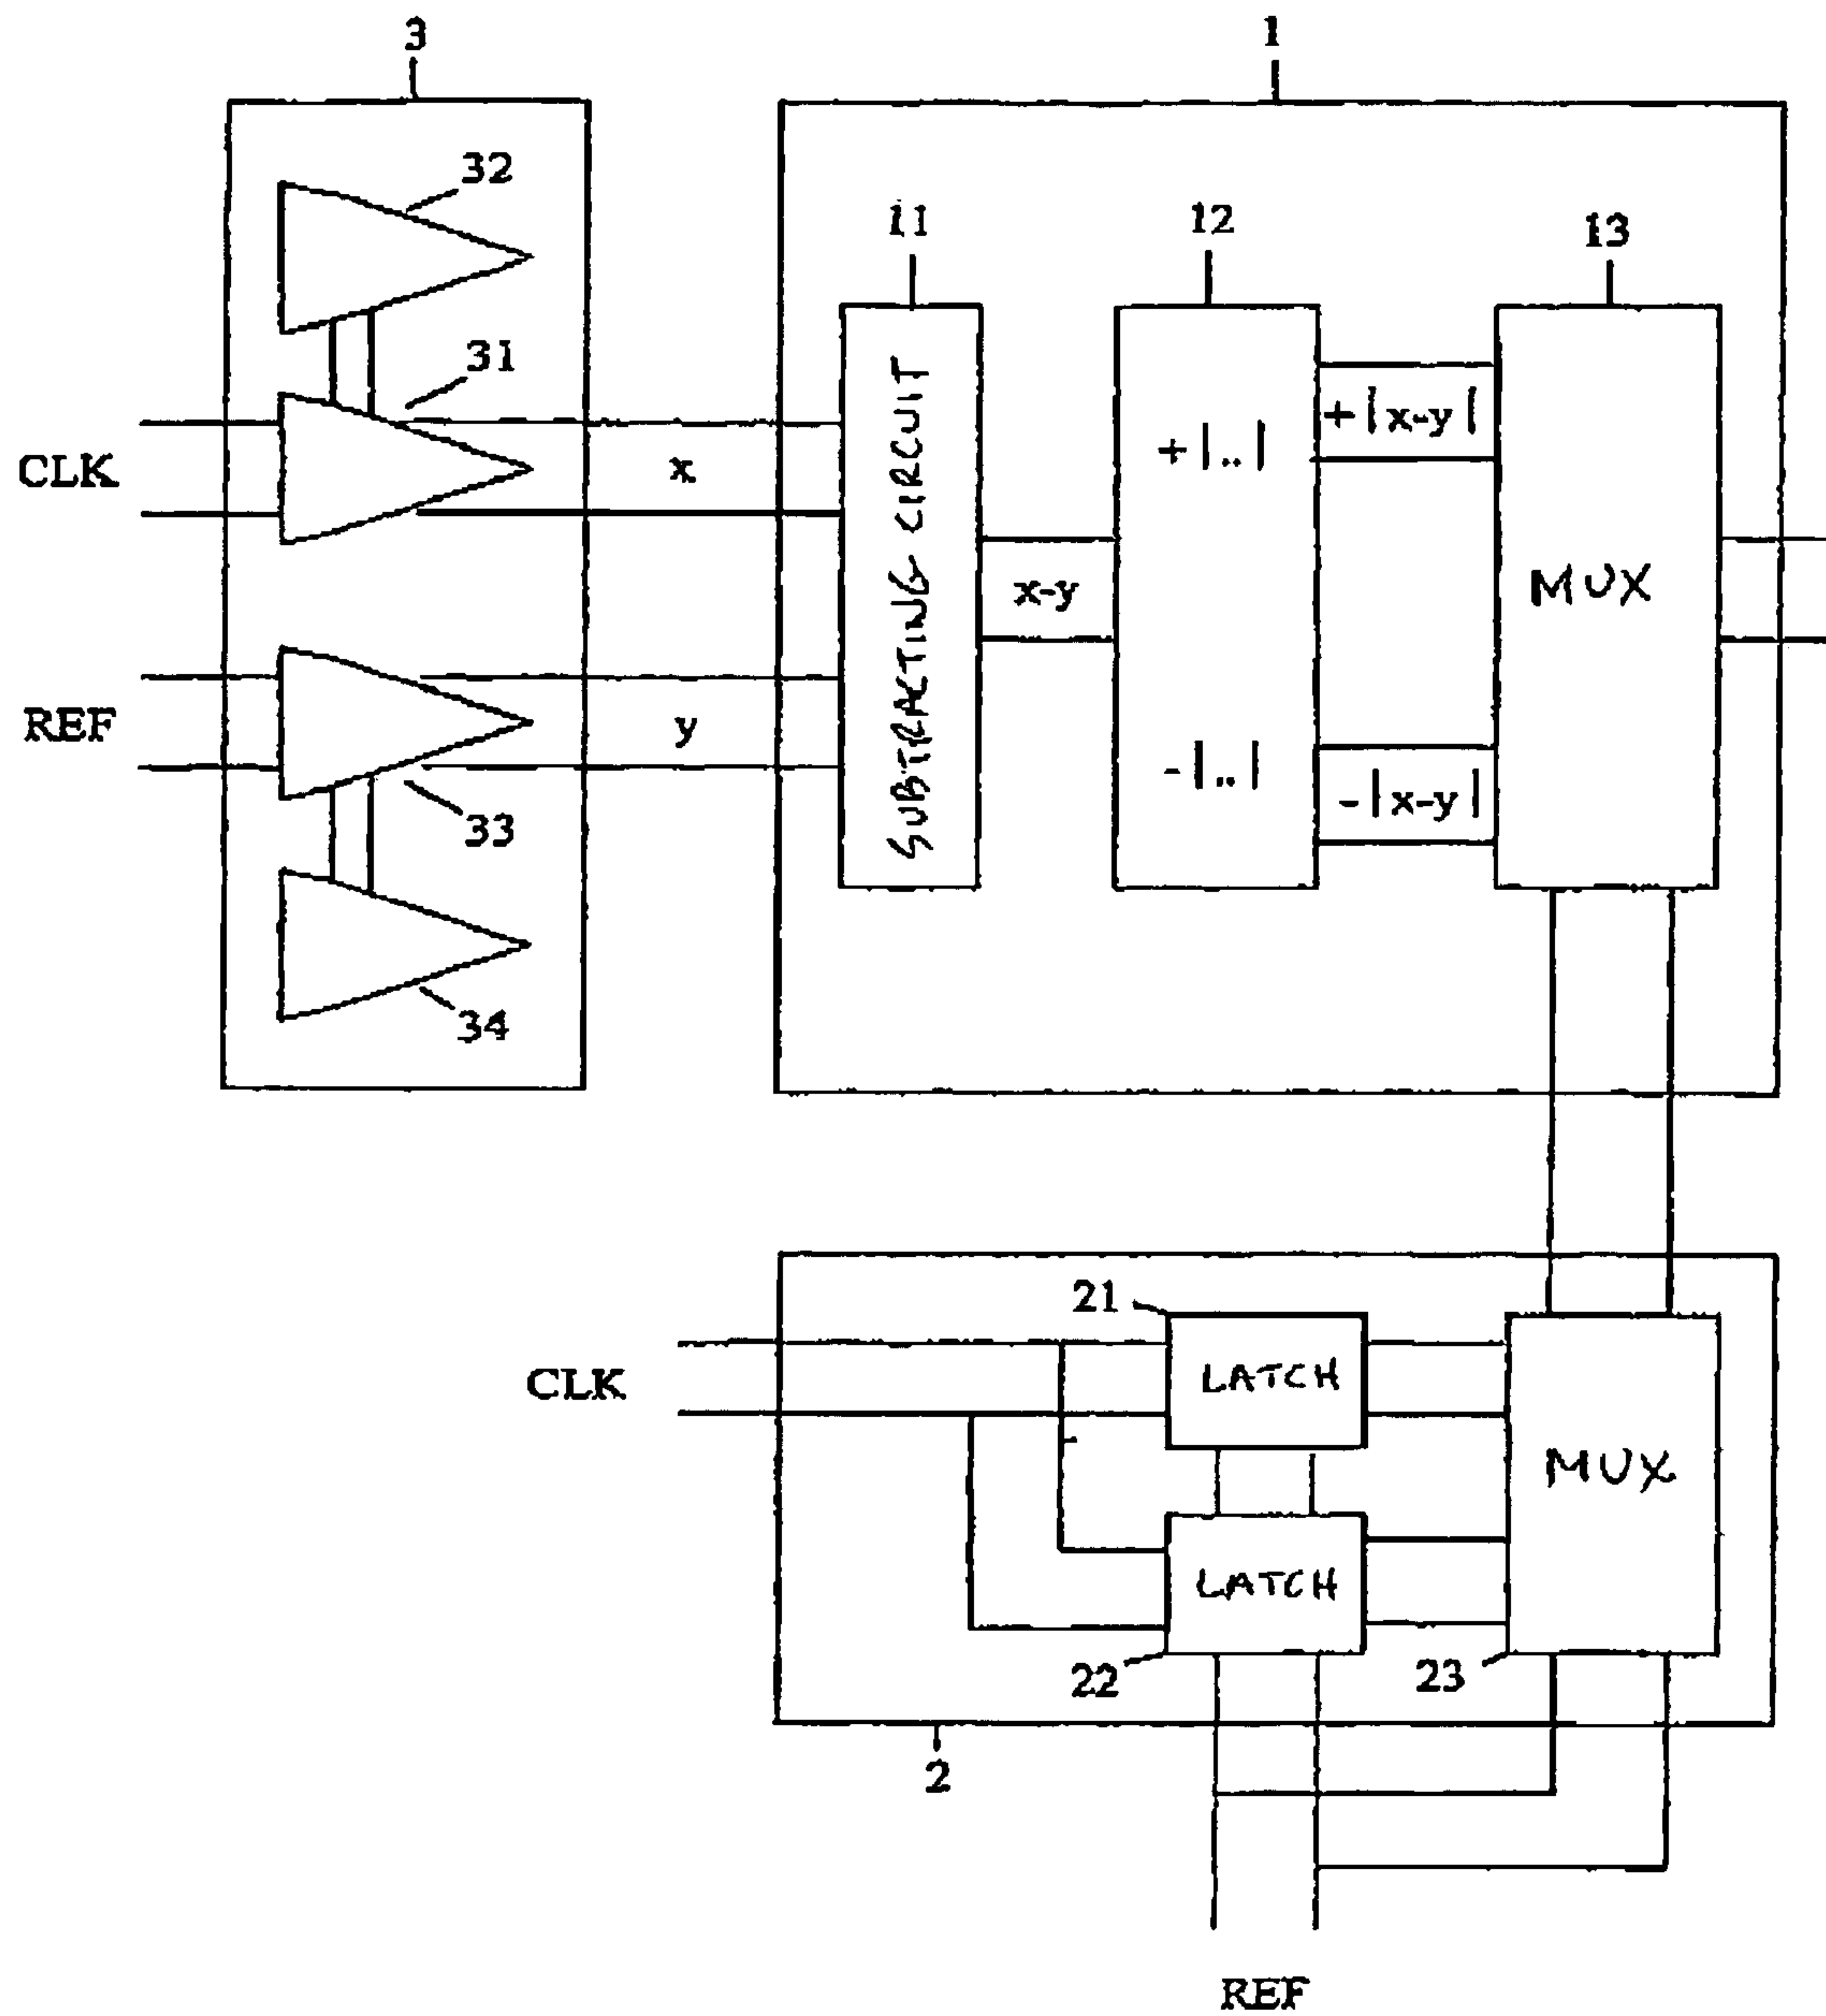 3
1
32
11
12
13
31
CLK
x
SUBTRACTING CIRCUIT
x-y
+|..|
-|..|
+|x-y|
-|x-y|
MUX
REF
y
33
34
21
CLK
LATCH
LATCH
MUX
22
23
2
REF